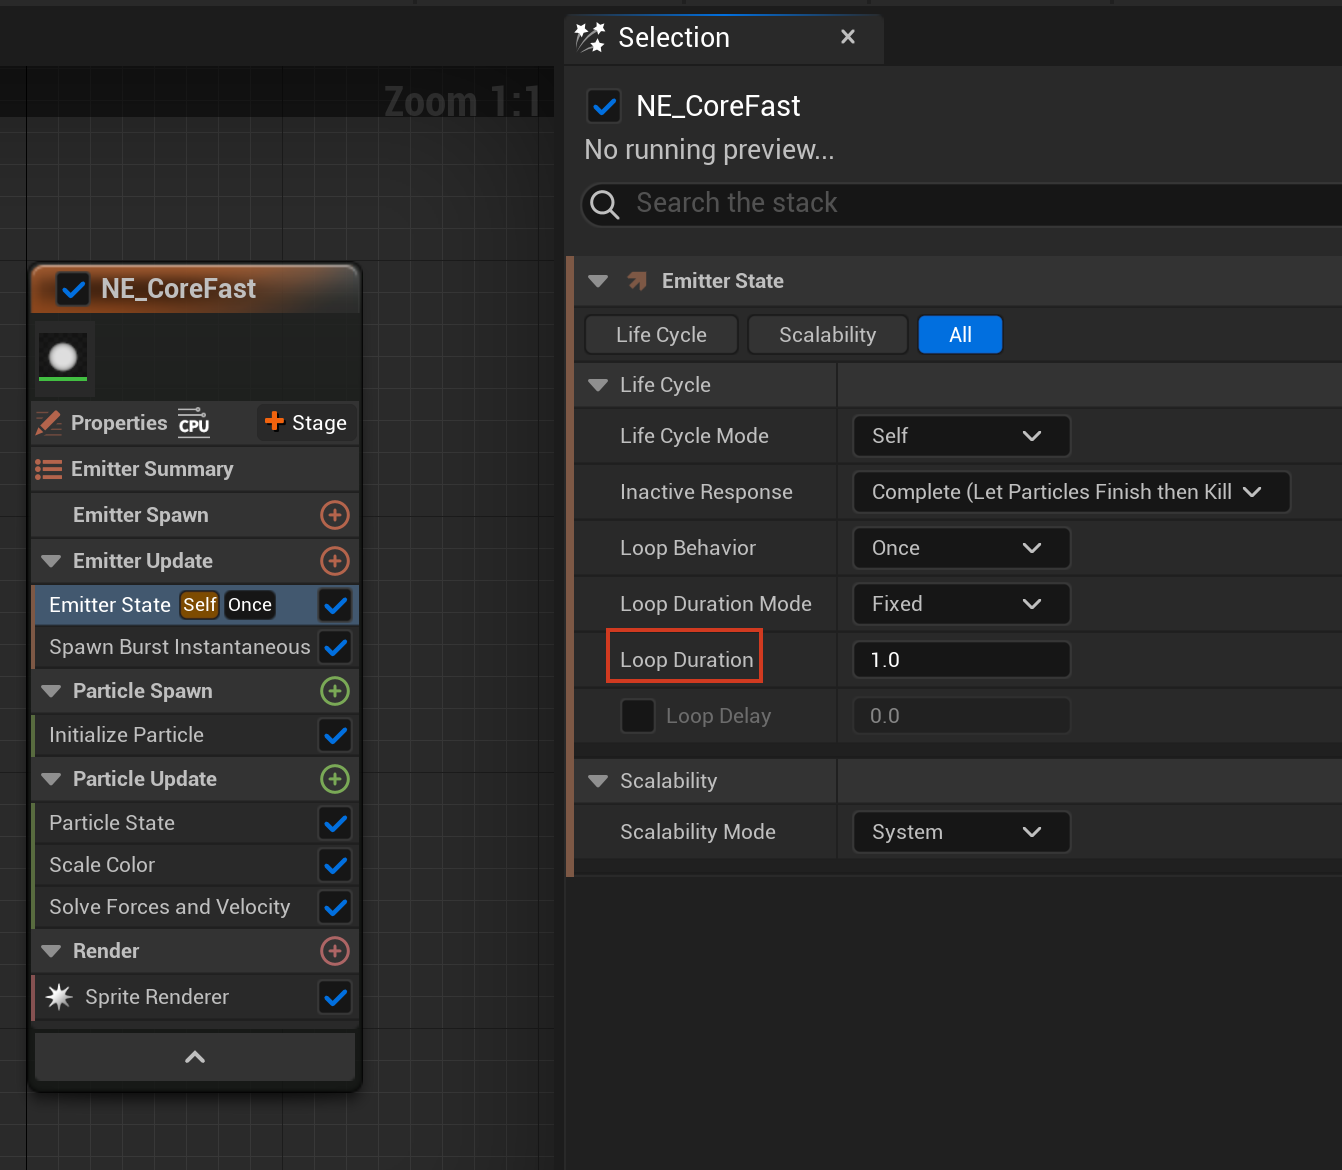 Selection
Zoom 1:1
NE_CoreFast
No running preview...
Search the stack
Emitter State
Life Cycle
Scalability
All
Life Cycle
Life Cycle Mode
Self
Inactive Response
Complete (Let Particles Finish then Kill
Loop Behavior
Once
Loop Duration Mode
Fixed
Loop Duration
1.0
Loop Delay
0.0
Scalability
Scalability Mode
System
NE_CoreFast
Properties
CPU
Stage
Emitter Summary
Emitter Spawn
Emitter Update
Emitter State Self Once
Spawn Burst Instantaneous
Particle Spawn
Initialize Particle
Particle Update
Particle State
Scale Color
Solve Forces and Velocity
Render
Sprite Renderer